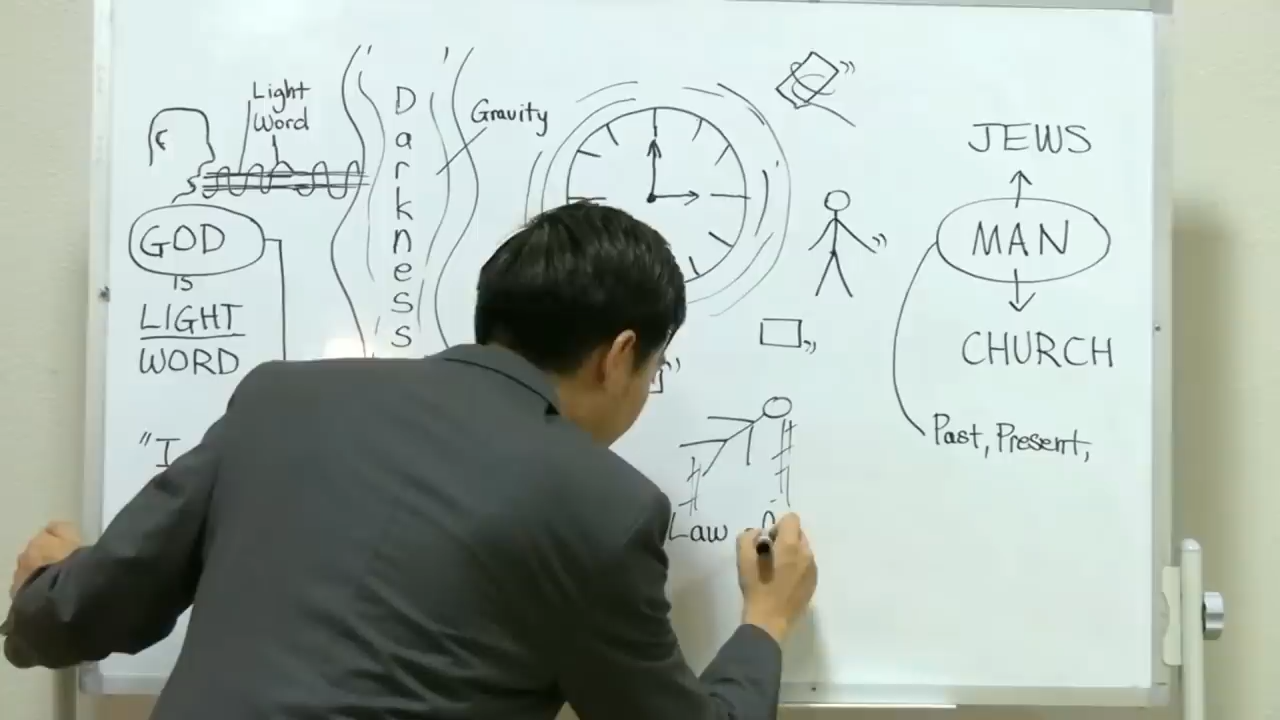 Light
Word
Darkness
Gravity
GOD
IS
LIGHT
WORD
"I
JEWS
MAN
CHURCH
Past, Present,
Law